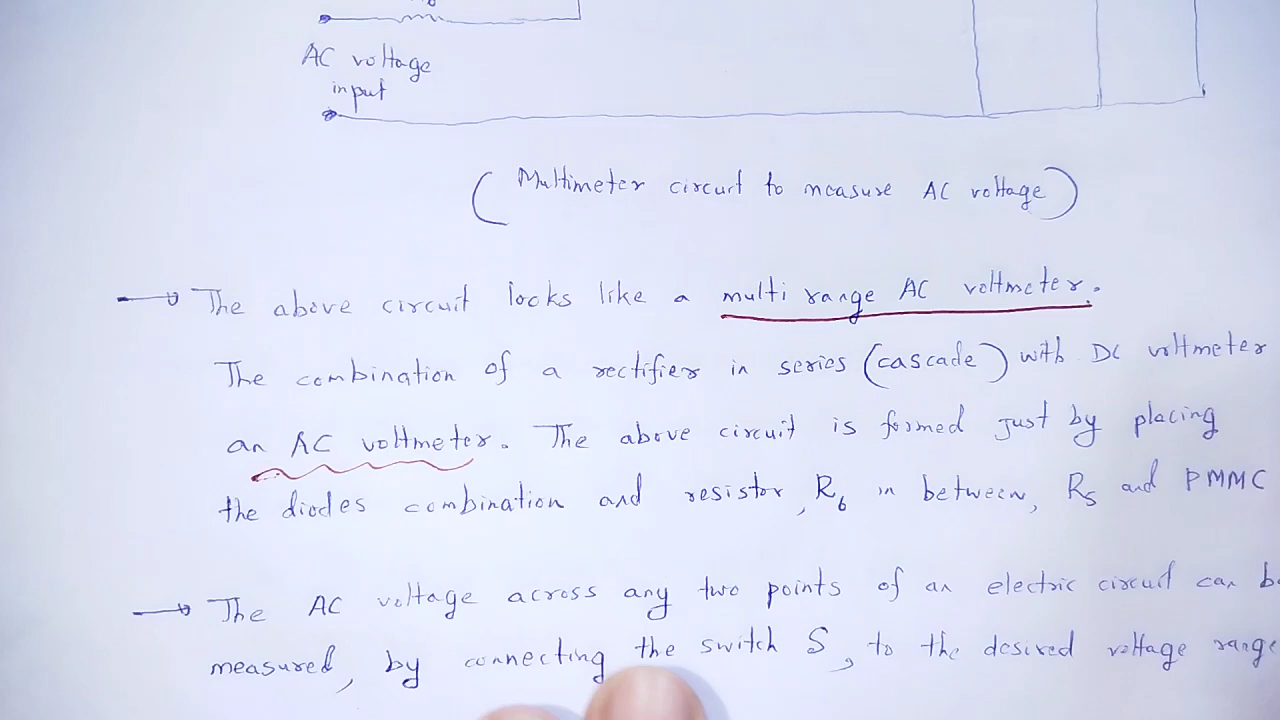 AC voltage
input
(Multimeter circuit to measure AC voltage)
The above circuit looks like a multi range AC voltmeter.
The combination of a rectifier in series (cascade) with DC voltmeter
an AC voltmeter. The above circuit is formed just by placing
the diodes combination and resistor, R6 in between, R5 and PMMC
The AC voltage across any two points of an electric circuit can be
measured, by connecting the switch S, to the desired voltage range